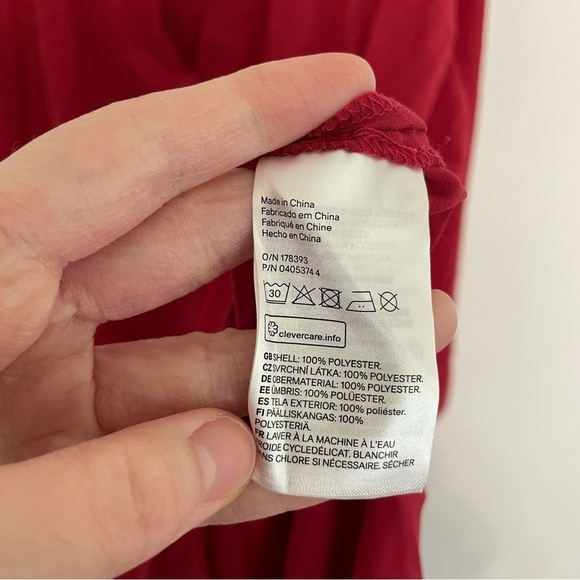 Made in China
Fabricado em China
Fabriqué en Chine
Hecho en China
O/N 178393
P/N 0405374 4
30
clevercare.info
GB SHELL: 100% POLYESTER.
CZ SVRCHNÍ LÁTKA: 100% POLYESTER.
DE OBERMATERIAL: 100% POLYESTER.
EE ÜMBRIS: 100% POLÜESTER.
ES TELA EXTERIOR: 100% poliéster.
FI PÄÄLLISKANGAS: 100%
POLYESTERIÄ.
FR LAVER À LA MACHINE À L'EAU
CYCLEDÉLICAT. BLANCHIR
CHLORE SI NÉCESSAIRE. SÉCHER